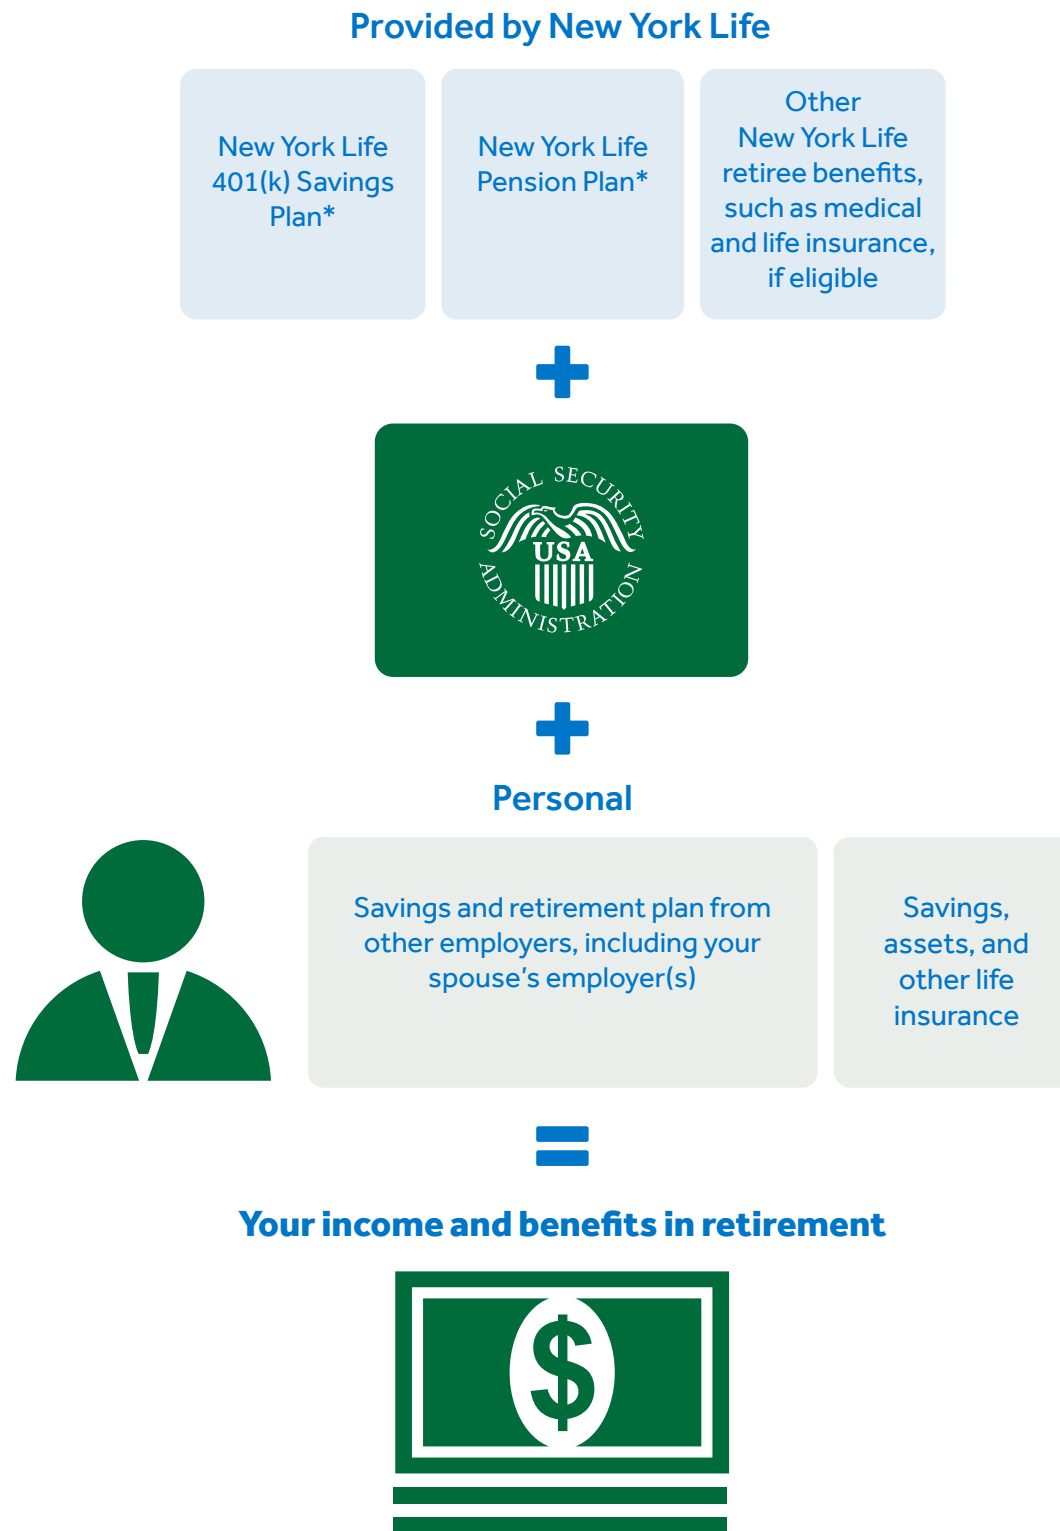 Provided by New York Life
New York Life
401(k) Savings
Plan*
New York Life
Pension Plan*
Other
New York Life
retiree benefits,
such as medical
and life insurance,
if eligible
SOCIAL SECURITY
USA
ADMINISTRATION
Personal
Savings and retirement plan from
other employers, including your
spouse's employer(s)
Savings,
assets, and
other life
insurance
Your income and benefits in retirement
$